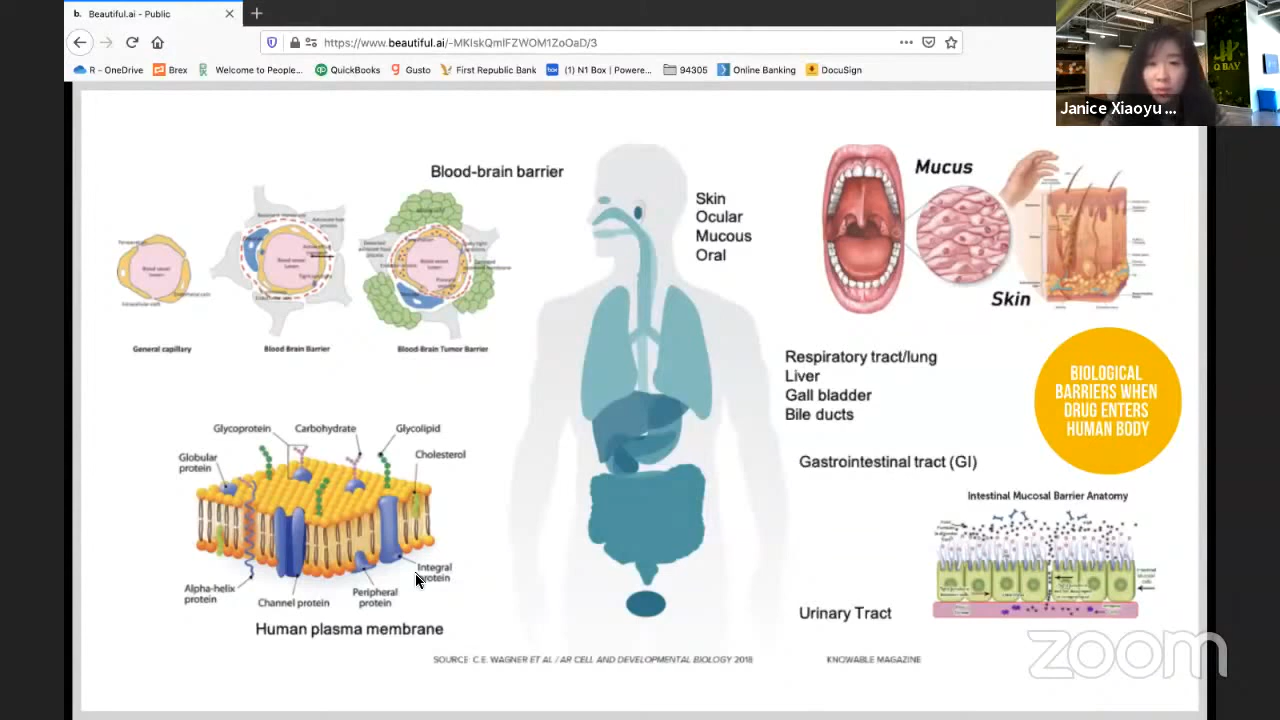 b. Beautiful.ai - Public
https://www.beautiful.ai/-MKIskQmIFZWOM1ZoOaD/3
R – OneDrive
Brex
Welcome to People...
QuickBooks
Gusto
First Republic Bank
(1) N1 Box | Powere...
94305
Online Banking
DocuSign
Janice Xiaoyu ...
Blood-brain barrier
General capillary
Blood Brain Barrier
Blood-Brain Tumor Barrier
Blood vessel
lumen
Skin
Ocular
Mucous
Oral
Mucus
Skin
Respiratory tract/lung
Liver
Gall bladder
Bile ducts
BIOLOGICAL
BARRIERS WHEN
DRUG ENTERS
HUMAN BODY
Gastrointestinal tract (GI)
Intestinal Mucosal Barrier Anatomy
Urinary Tract
Glycoprotein
Carbohydrate
Glycolipid
Globular
protein
Cholesterol
Alpha-helix
protein
Channel protein
Peripheral
protein
Integral
protein
Human plasma membrane
SOURCE: C.E. WAGNER ET AL / AR CELL AND DEVELOPMENTAL BIOLOGY 2018
KNOWABLE MAGAZINE
zoom